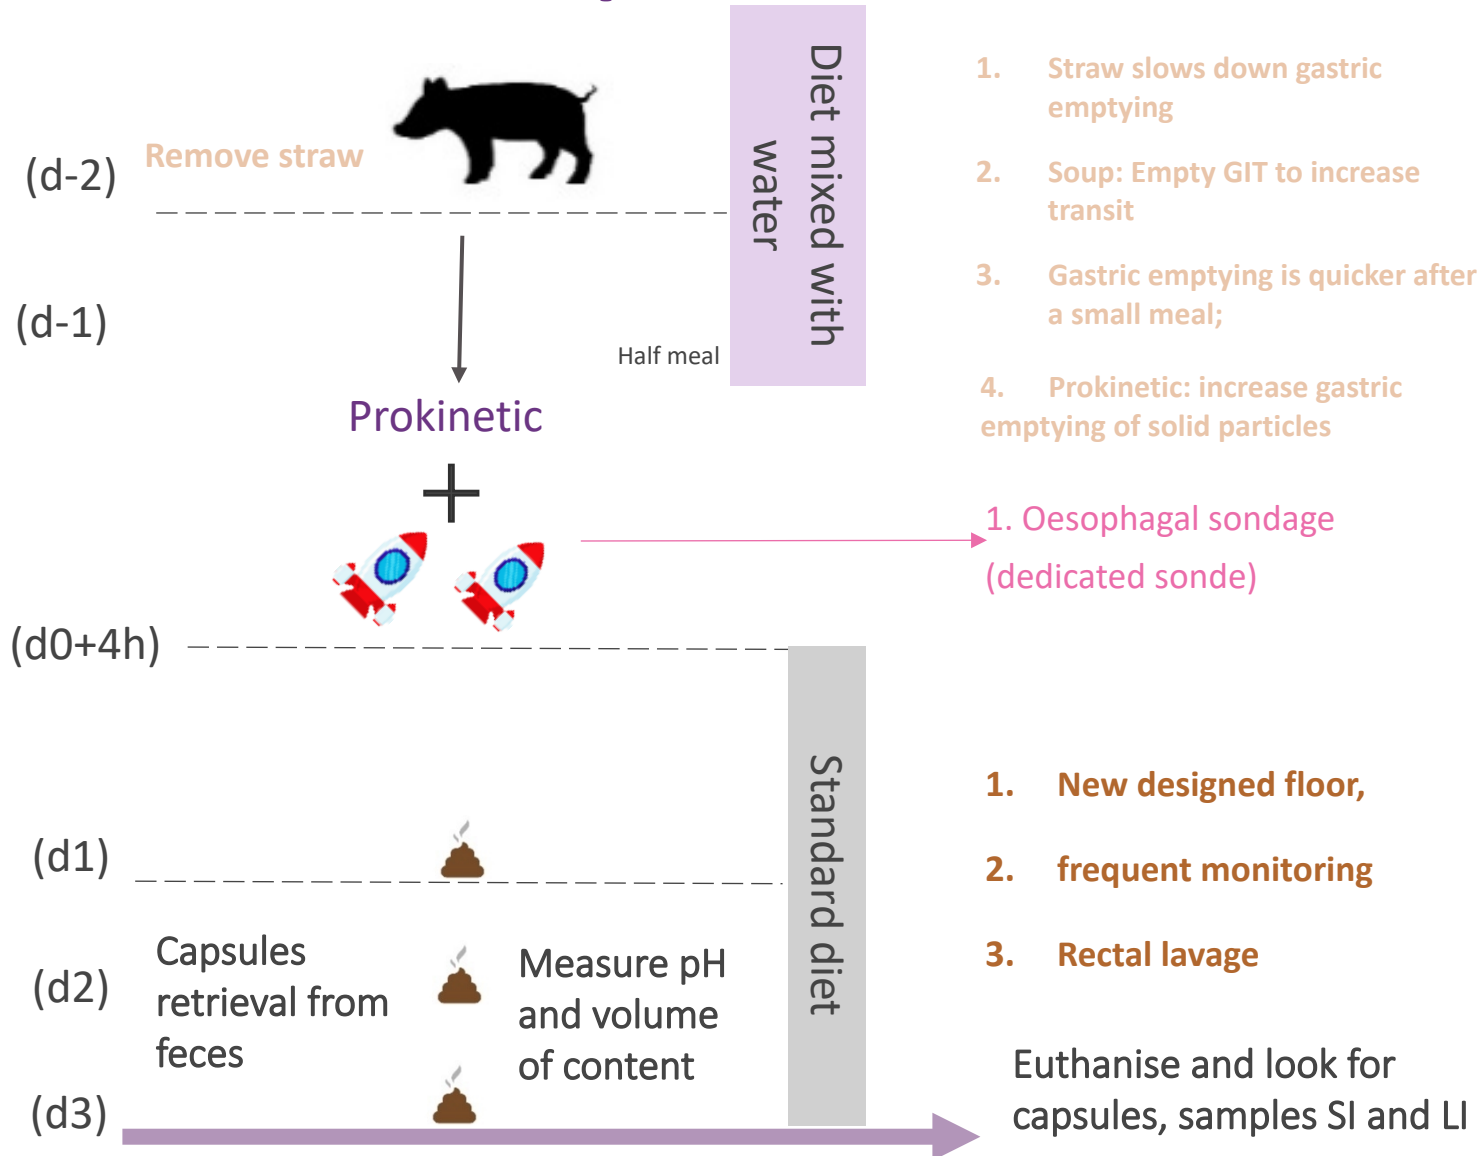 Remove straw
(d-2)
(d-1)
Half meal
Diet mixed with
water
Prokinetic
1. Straw slows down gastric
emptying
2. Soup: Empty GIT to increase
transit
3. Gastric emptying is quicker after
a small meal;
4. Prokinetic: increase gastric
emptying of solid particles
1. Oesophagal sondage
(dedicated sonde)
(d0+4h)
Standard diet
(d1)
(d2)
(d3)
Capsules
retrieval from
feces
Measure pH
and volume
of content
1. New designed floor,
2. frequent monitoring
3. Rectal lavage
Euthanise and look for
capsules, samples SI and LI